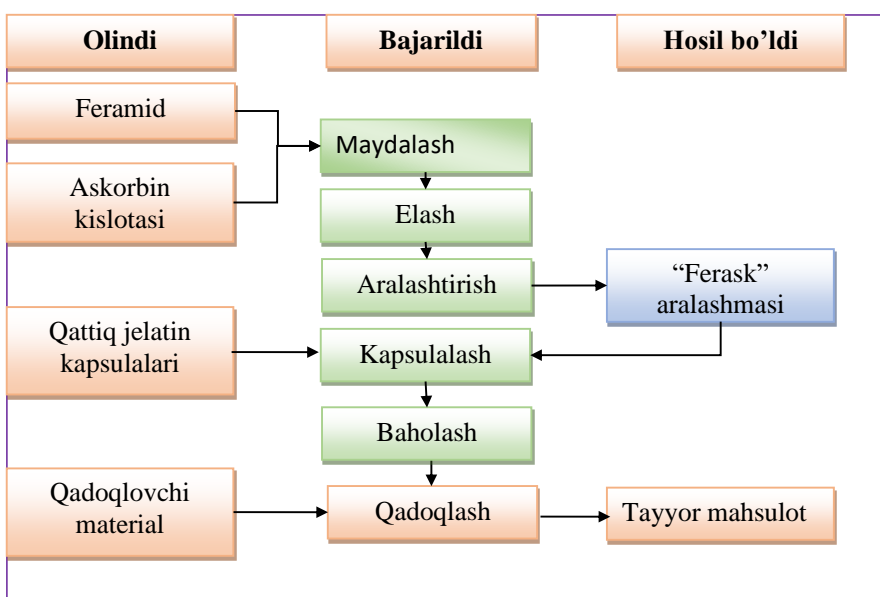 Olindi
Bajarildi
Hosil bo’ldi
Feramid
Maydalash
Askorbin
kislotasi
Elash
Aralashtirish
“Ferask”
aralashmasi
Qattiq jelatin
kapsulalari
Kapsulalash
Baholash
Qadoqlovchi
material
Qadoqlash
Tayyor mahsulot